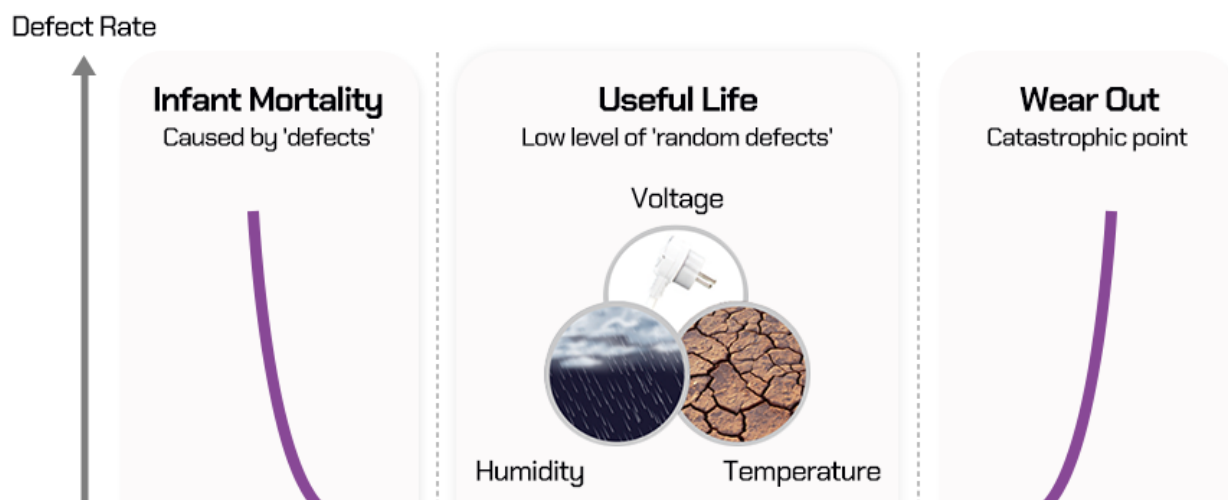 Defect Rate
Infant Mortality
Caused by 'defects'
Useful Life
Low level of 'random defects'
Voltage
Humidity
Temperature
Wear Out
Catastrophic point